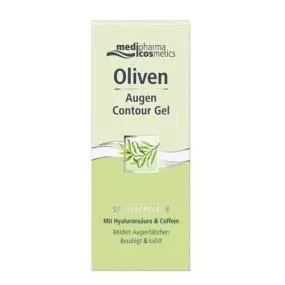 medipharma
cosmetics
Oliven
Augen
Contour Gel
Mit Hyaluronsäure & Coffein
Mildert Augenfältchen
Beruhigt & kühlt